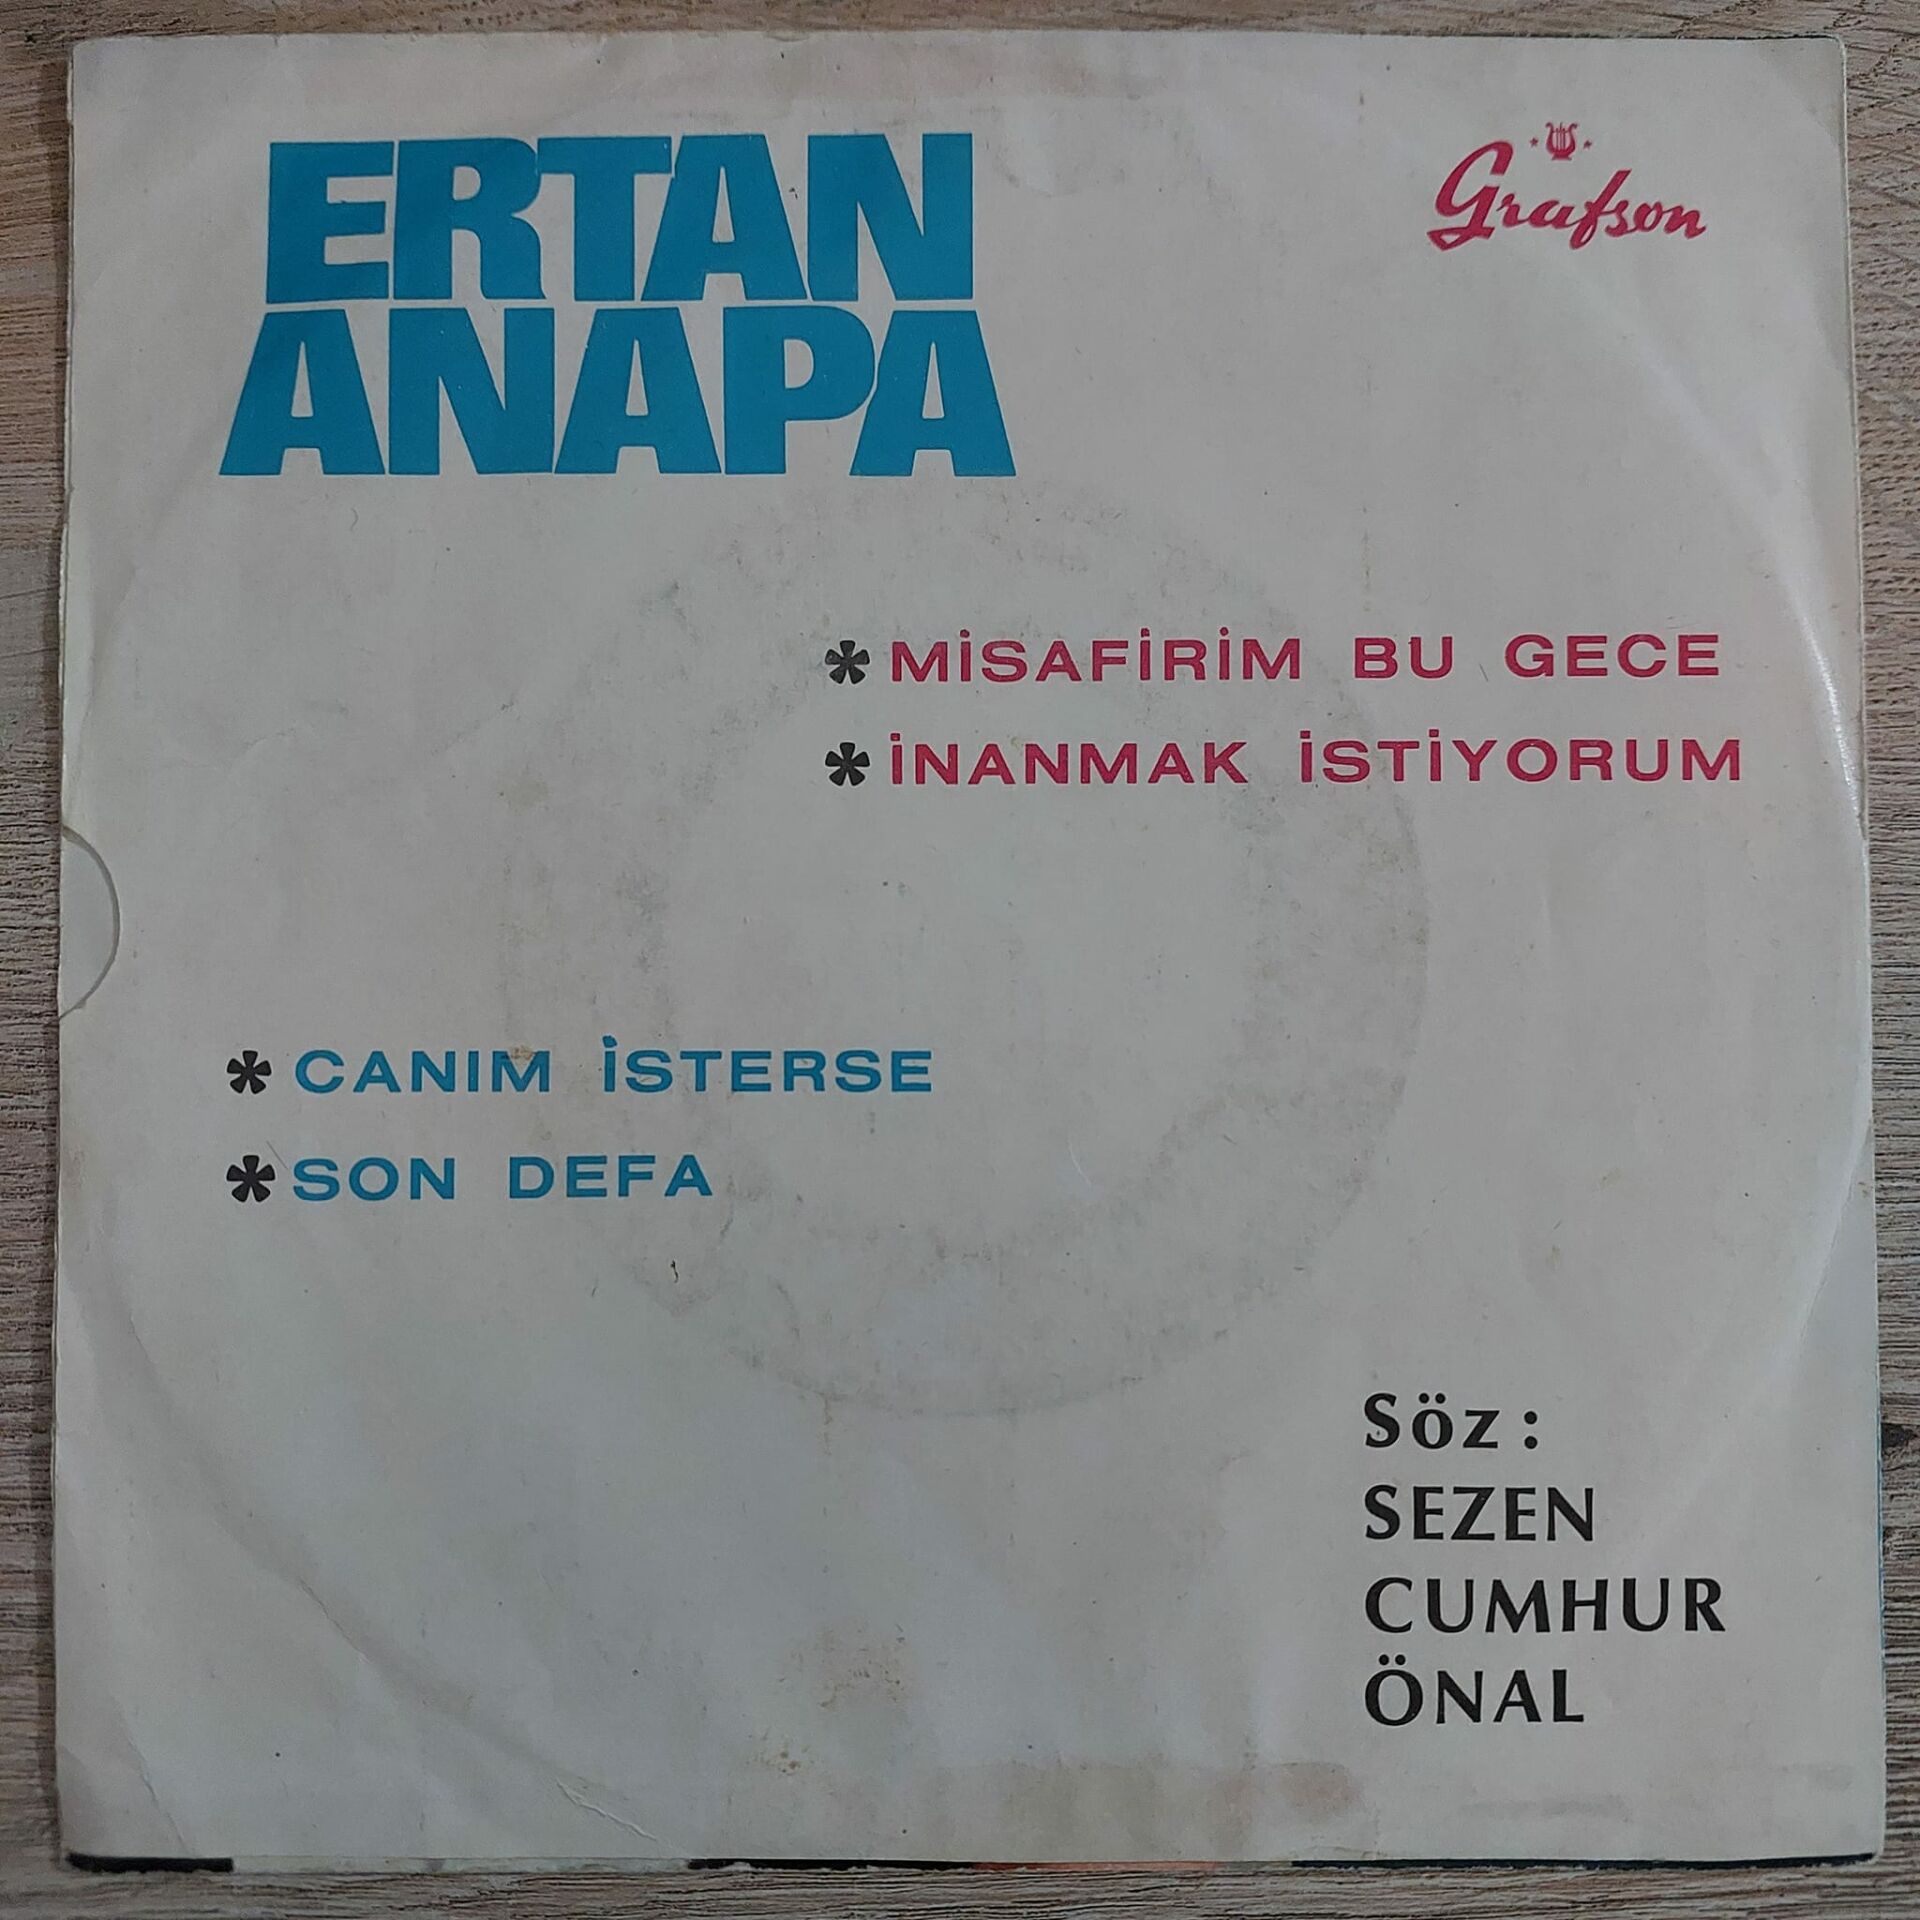 ERTAN
ANAPA
Grafson
* MİSAFİRİM BU GECE
* İNANMAK İSTİYORUM
* CANIM İSTERSE
* SON DEFA
Söz :
SEZEN
CUMHUR
ÖNAL